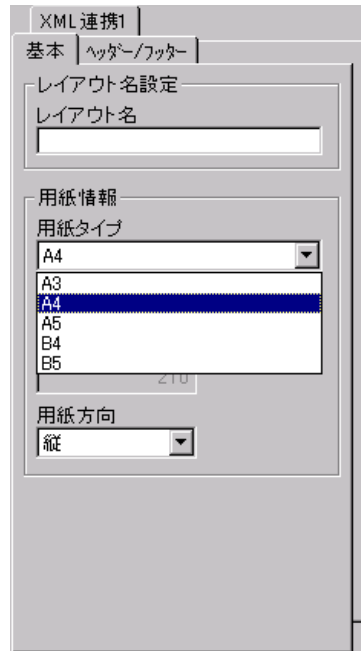 XML連携1
基本
ﾍｯﾀﾞｰ/ﾌｯﾀｰ
レイアウト名設定
レイアウト名
用紙情報
用紙タイプ
A4
A3
A4
A5
B4
B5
210
用紙方向
縦